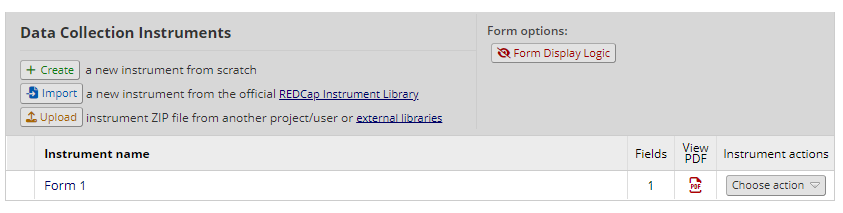 Data Collection Instruments
Form options:
Form Display Logic
+ Create a new instrument from scratch
Import a new instrument from the official REDCap Instrument Library
Upload instrument ZIP file from another project/user or external libraries
Instrument name Fields View PDF Instrument actions
Form 1 1 PDF Choose action